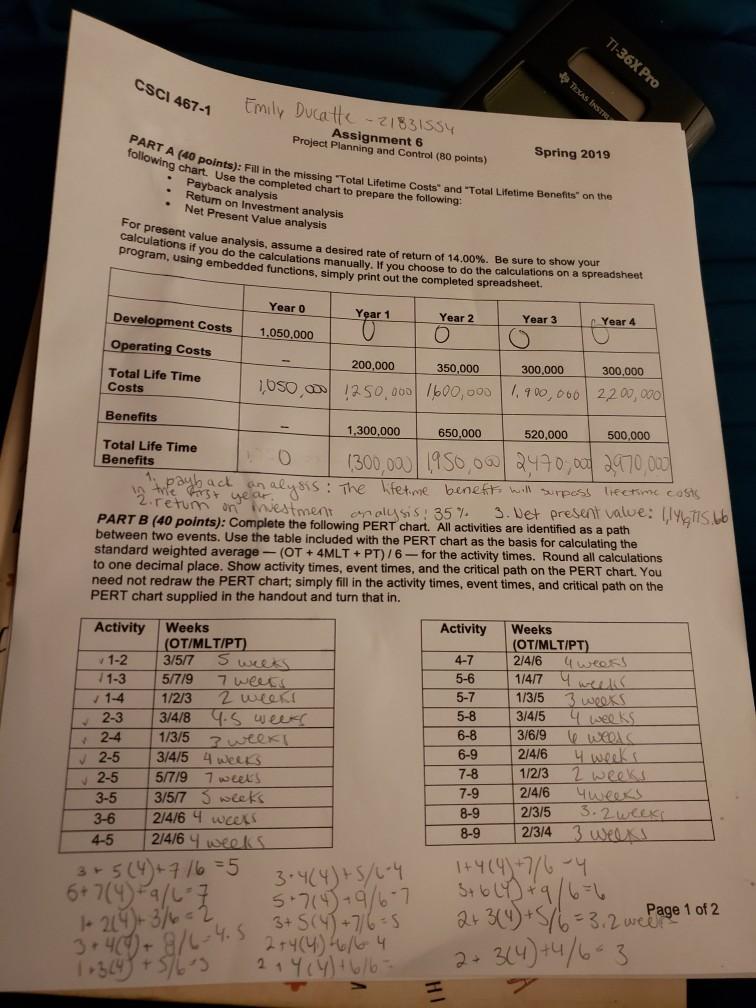 TI-36X Pro
TEXAS INSTRU
CSCI 467-1
Emily Ducatte - 21831554
Assignment 6
Spring 2019
Project Planning and Control (80 points)
PART A (40 points): Fill in the missing "Total Lifetime Costs" and "Total Lifetime Benefits" on the
following chart. Use the completed chart to prepare the following:
• Payback analysis
• Return on Investment analysis
• Net Present Value analysis
For present value analysis, assume a desired rate of return of 14.00%. Be sure to show your
calculations if you do the calculations manually. If you choose to do the calculations on a spreadsheet
program, using embedded functions, simply print out the completed spreadsheet.
Year 0 Year 1 Year 2 Year 3 Year 4
Development Costs 1,050,000 0 0 0 0
Operating Costs – 200,000 350,000 300,000 300,000
Total Life Time
Costs 1,050,000 1,250,000 1,600,000 1,900,000 2,200,000
Benefits – 1,300,000 650,000 520,000 500,000
Total Life Time
Benefits 0 1,300,000 1,950,000 2,470,000 2,970,000
1. payback analysis: The lifetime benefits will surpass lifetime costs
in the first year.
2. return on investment analysis: 35% 3. Net present value: 1,146,775.66
PART B (40 points): Complete the following PERT chart. All activities are identified as a path
between two events. Use the table included with the PERT chart as the basis for calculating the
standard weighted average — (OT + 4MLT + PT) / 6 — for the activity times. Round all calculations
to one decimal place. Show activity times, event times, and the critical path on the PERT chart. You
need not redraw the PERT chart; simply fill in the activity times, event times, and critical path on the
PERT chart supplied in the handout and turn that in.
Activity Weeks
(OT/MLT/PT)
✓ 1-2 3/5/7 5 weeks
✓ 1-3 5/7/9 7 weeks
✓ 1-4 1/2/3 2 weeks
✓ 2-3 3/4/8 4.5 weeks
✓ 2-4 1/3/5 3 weeks
✓ 2-5 3/4/5 4 weeks
✓ 2-5 5/7/9 7 weeks
3-5 3/5/7 5 weeks
3-6 2/4/6 4 weeks
4-5 2/4/6 4 weeks
Activity Weeks
(OT/MLT/PT)
4-7 2/4/6 4 weeks
5-6 1/4/7 4 weeks
5-7 1/3/5 3 weeks
5-8 3/4/5 4 weeks
6-8 3/6/9 6 weeks
6-9 2/4/6 4 weeks
7-8 1/2/3 2 weeks
7-9 2/4/6 4 weeks
8-9 2/3/5 3.2 weeks
8-9 2/3/4 3 weeks
3 + 5(4)+7/6 = 5
5+7(4)+9/6=7
1+2(4)+3/6=2
3+4(4)+8/6=4.5
1+3(4)+5/6=3
3+4(4)+5/6=4
5+7(4)+9/6=7
3+5(4)+7/6=5
2+4(4)+6/6=4
2+4(4)+6/6=
1+4(4)+7/6=4
3+6(4)+9/6=6
2+3(4)+5/6=3.2 weeks
2+3(4)+4/6=3
Page 1 of 2